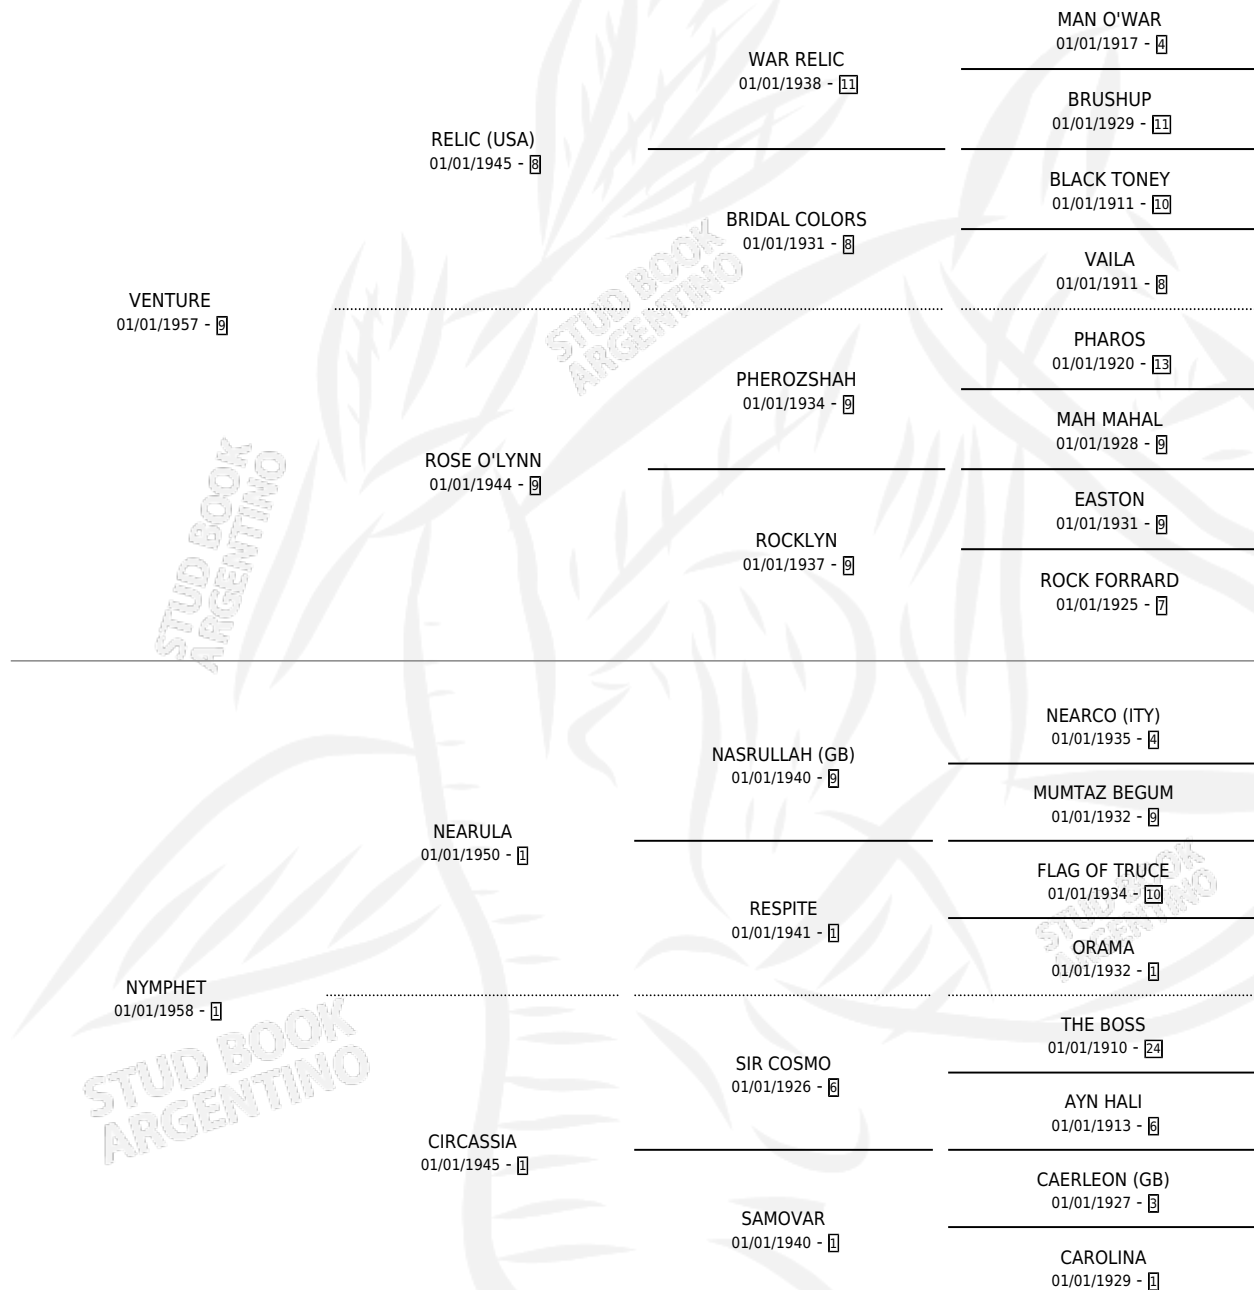 MAN O'WAR
01/01/1917 - 4
WAR RELIC
01/01/1938 - 11
BRUSHUP
01/01/1929 - 11
RELIC (USA)
01/01/1945 - 8
BLACK TONEY
01/01/1911 - 10
BRIDAL COLORS
01/01/1931 - 8
VAILA
01/01/1911 - 8
VENTURE
01/01/1957 - 9
PHAROS
01/01/1920 - 13
PHEROZSHAH
01/01/1934 - 9
MAH MAHAL
01/01/1928 - 9
ROSE O'LYNN
01/01/1944 - 9
EASTON
01/01/1931 - 9
ROCKLYN
01/01/1937 - 9
ROCK FORRARD
01/01/1925 - 7
NEARCO (ITY)
01/01/1935 - 4
NASRULLAH (GB)
01/01/1940 - 9
MUMTAZ BEGUM
01/01/1932 - 9
NEARULA
01/01/1950 - 1
FLAG OF TRUCE
01/01/1934 - 10
RESPITE
01/01/1941 - 1
ORAMA
01/01/1932 - 1
NYMPHET
01/01/1958 - 1
THE BOSS
01/01/1910 - 24
SIR COSMO
01/01/1926 - 6
AYN HALI
01/01/1913 - 6
CIRCASSIA
01/01/1945 - 1
CAERLEON (GB)
01/01/1927 - 3
SAMOVAR
01/01/1940 - 1
CAROLINA
01/01/1929 - 1
STUD BOOK
ARGENTINO
STUD BOOK
ARGENTINO
STUD BOOK
ARGENTINO
STUD BOOK
ARGENTINO